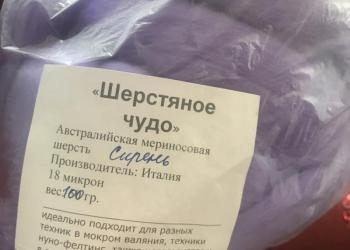 «Шерстяное
чудо»
Австралийская мериносовая
шерсть Сирень
Производитель: Италия
18 микрон
вес:100 гр.
идеально подходит для разных
техник в мокром валяния, техники
нуно-фелтинг,